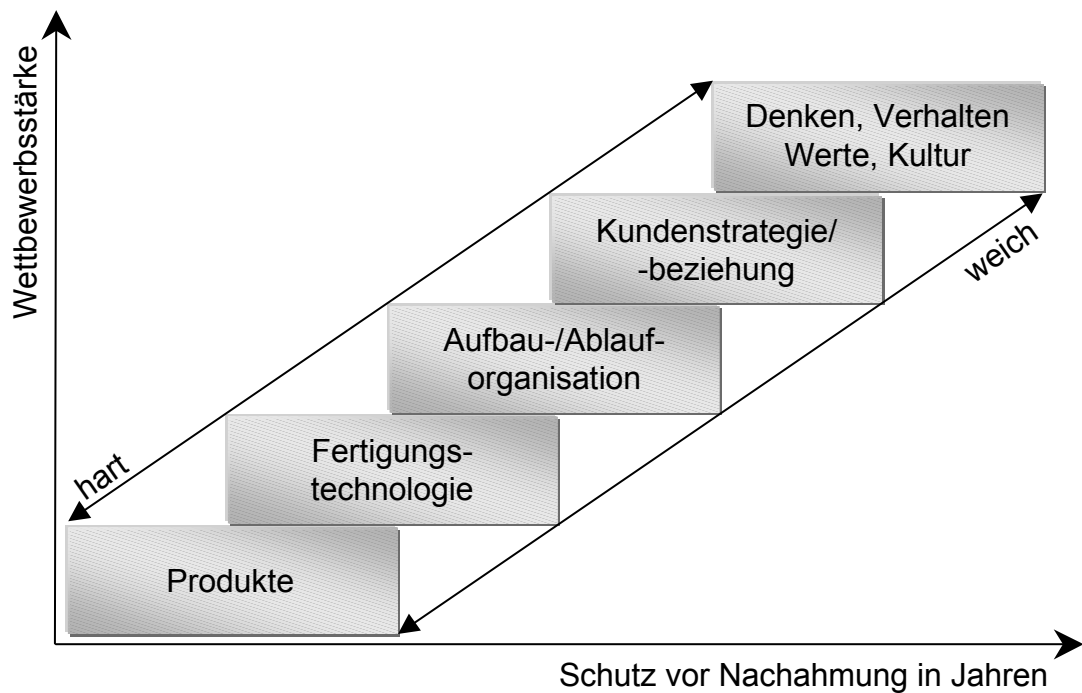 Wettbewerbsstärke
Denken, Verhalten
Werte, Kultur
Kundenstrategie/
-beziehung
weich
Aufbau-/Ablauf-
organisation
Fertigungs-
technologie
hart
Produkte
Schutz vor Nachahmung in Jahren